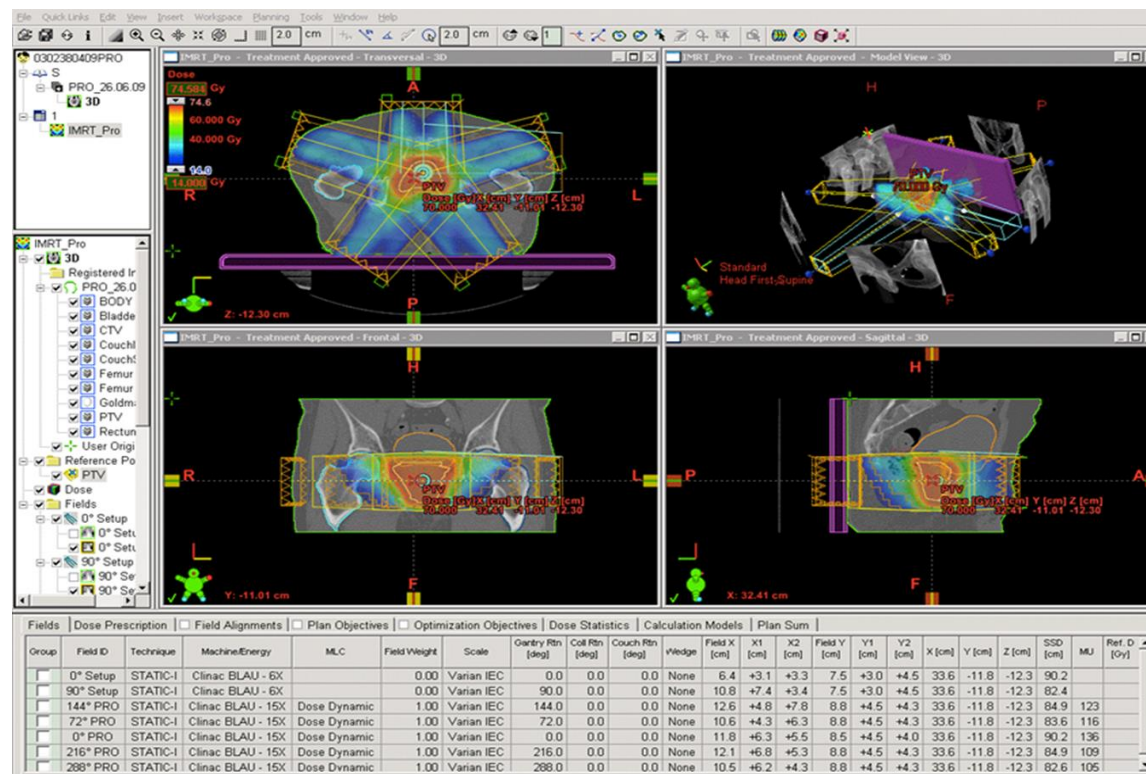 File Quick Links Edit View Insert Workspace Planning Tools Window Help
2.0 cm 2.0 cm 1
0302380409PRO
S
PRO_26.06.09
3D
1
IMRT_Pro
IMRT_Pro - Treatment Approved - Transversal - 3D
Dose
74.584 Gy
74.6
60.000 Gy
40.000 Gy
14.0
14.000 Gy
A
R
L
PTV
Dose [Gy] X [cm] Y [cm] Z [cm]
70.000 32.41 -11.01 -12.30
P
Z: -12.30 cm
IMRT_Pro - Treatment Approved - Model View - 3D
H
P
PTV
70.000 Gy
Standard
Head First-Supine
F
IMRT_Pro
3D
Registered Ir
PRO_26.0
BODY
Bladde
CTV
CouchI
CouchS
Femur
Femur
Goldm
PTV
Rectun
User Origi
Reference Po
PTV
Dose
Fields
0° Setup
0° Setu
0° Setu
90° Setup
90° Se
90° Se
IMRT_Pro - Treatment Approved - Frontal - 3D
H
R
L
PTV
Dose [Gy] X [cm] Y [cm] Z [cm]
70.000 32.41 -11.01 -12.30
F
Y: -11.01 cm
IMRT_Pro - Treatment Approved - Sagittal - 3D
H
P
A
PTV
Dose [Gy] X [cm] Y [cm] Z [cm]
70.000 32.41 -11.01 -12.30
F
X: 32.41 cm
Fields Dose Prescription Field Alignments Plan Objectives Optimization Objectives Dose Statistics Calculation Models Plan Sum
Group Field ID Technique Machine/Energy MLC Field Weight Scale Gantry Rtn [deg] Coll Rtn [deg] Couch Rtn [deg] Wedge Field X [cm] X1 [cm] X2 [cm] Field Y [cm] Y1 [cm] Y2 [cm] X [cm] Y [cm] Z [cm] SSD [cm] MU Ref. D [Gy]
0° Setup STATIC-I Clinac BLAU - 6X 0.00 Varian IEC 0.0 0.0 0.0 None 6.4 +3.1 +3.3 7.5 +3.0 +4.5 33.6 -11.8 -12.3 90.2
90° Setup STATIC-I Clinac BLAU - 6X 0.00 Varian IEC 90.0 0.0 0.0 None 10.8 +7.4 +3.4 7.5 +3.0 +4.5 33.6 -11.8 -12.3 82.4
144° PRO STATIC-I Clinac BLAU - 15X Dose Dynamic 1.00 Varian IEC 144.0 0.0 0.0 None 12.6 +4.8 +7.8 8.8 +4.5 +4.3 33.6 -11.8 -12.3 84.9 123
72° PRO STATIC-I Clinac BLAU - 15X Dose Dynamic 1.00 Varian IEC 72.0 0.0 0.0 None 10.6 +4.3 +6.3 8.8 +4.5 +4.3 33.6 -11.8 -12.3 83.6 116
0° PRO STATIC-I Clinac BLAU - 15X Dose Dynamic 1.00 Varian IEC 0.0 0.0 0.0 None 11.8 +6.3 +5.5 8.5 +4.5 +4.0 33.6 -11.8 -12.3 90.2 136
216° PRO STATIC-I Clinac BLAU - 15X Dose Dynamic 1.00 Varian IEC 216.0 0.0 0.0 None 12.1 +6.8 +5.3 8.8 +4.5 +4.3 33.6 -11.8 -12.3 84.9 109
288° PRO STATIC-I Clinac BLAU - 15X Dose Dynamic 1.00 Varian IEC 288.0 0.0 0.0 None 10.5 +6.2 +4.3 8.8 +4.5 +4.3 33.6 -11.8 -12.3 82.6 105